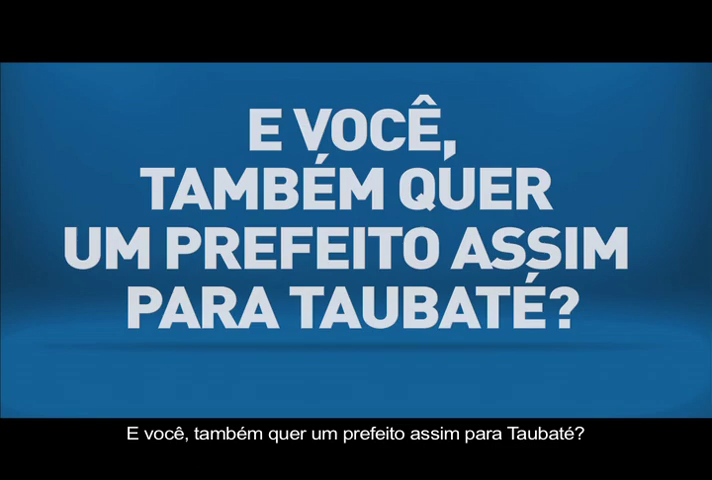 E VOCÊ,
TAMBÉM QUER
UM PREFEITO ASSIM
PARA TAUBATÉ?
E você, também quer um prefeito assim para Taubaté?